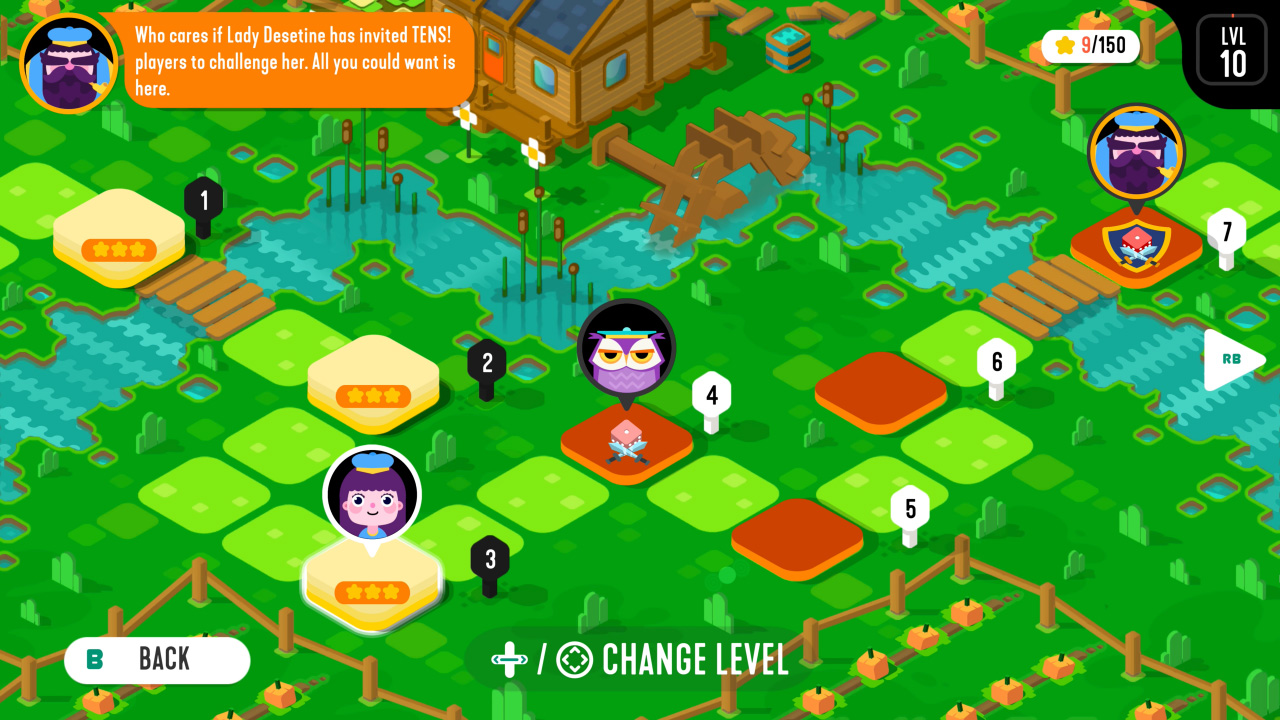 Who cares if Lady Desetine has invited TENS!
players to challenge her. All you could want is
here.
9/150
LVL
10
1
7
2
6
RB
4
5
3
B BACK
/ CHANGE LEVEL